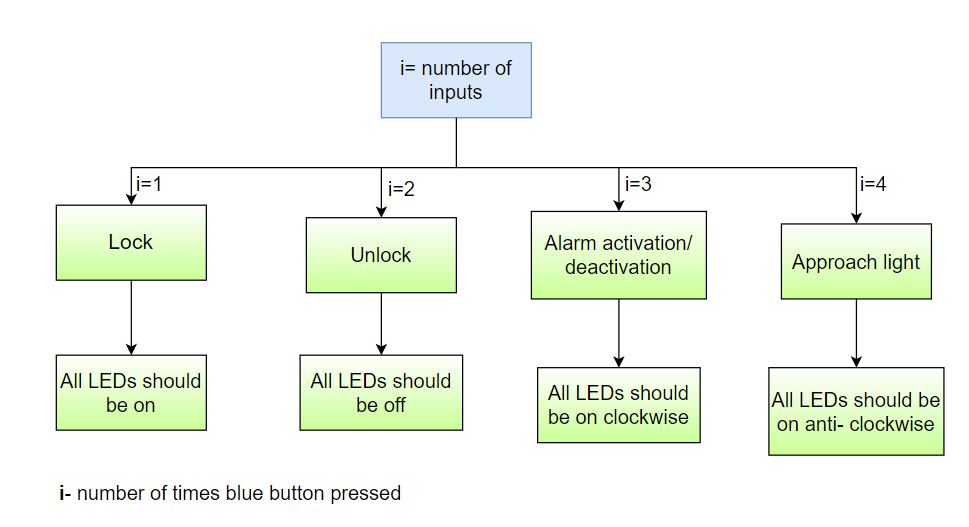 i= number of
inputs
i=1
i=2
i=3
i=4
Lock
Unlock
Alarm activation/
deactivation
Approach light
All LEDs should
be on
All LEDs should
be off
All LEDs should
be on clockwise
All LEDs should be
on anti- clockwise
i- number of times blue button pressed